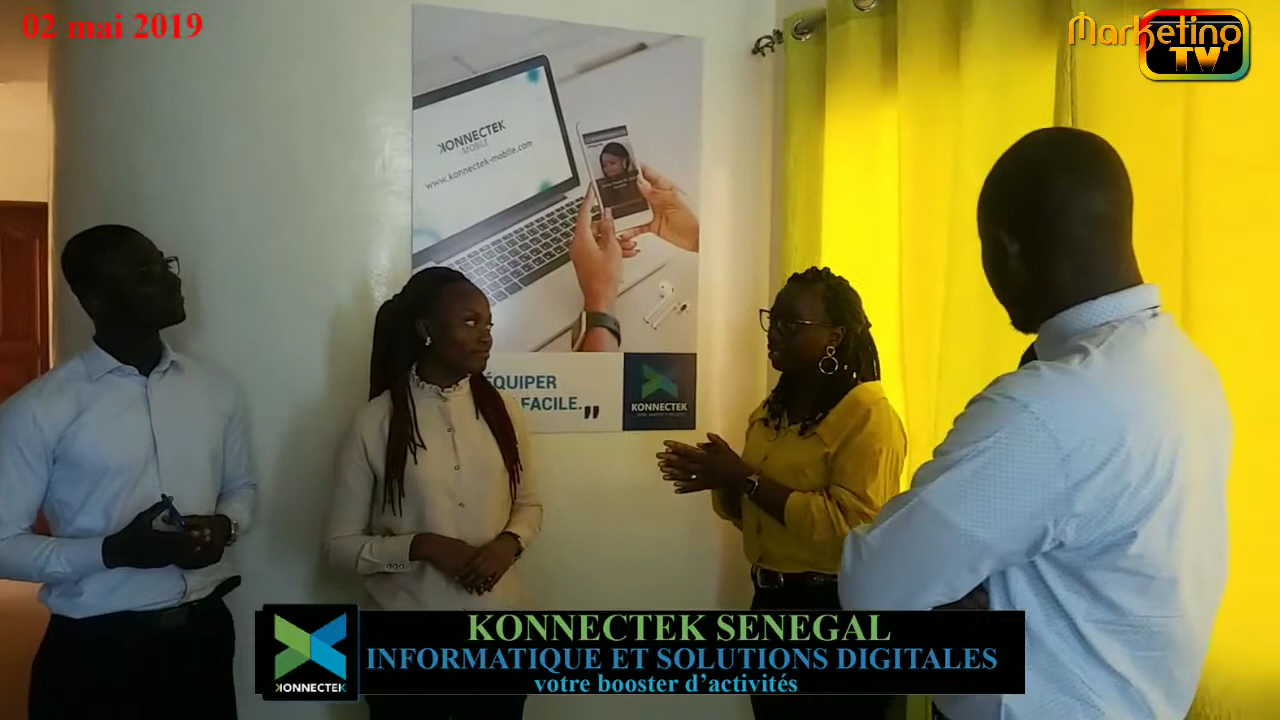 02 mai 2019
Marketing
TV
KONNECTEK
MOBILE
www.konnectek-mobile.com
ÉQUIPER
FACILE.”
KONNECTEK
KONNECTEK SENEGAL
INFORMATIQUE ET SOLUTIONS DIGITALES
votre booster d’activités
KONNECTEK